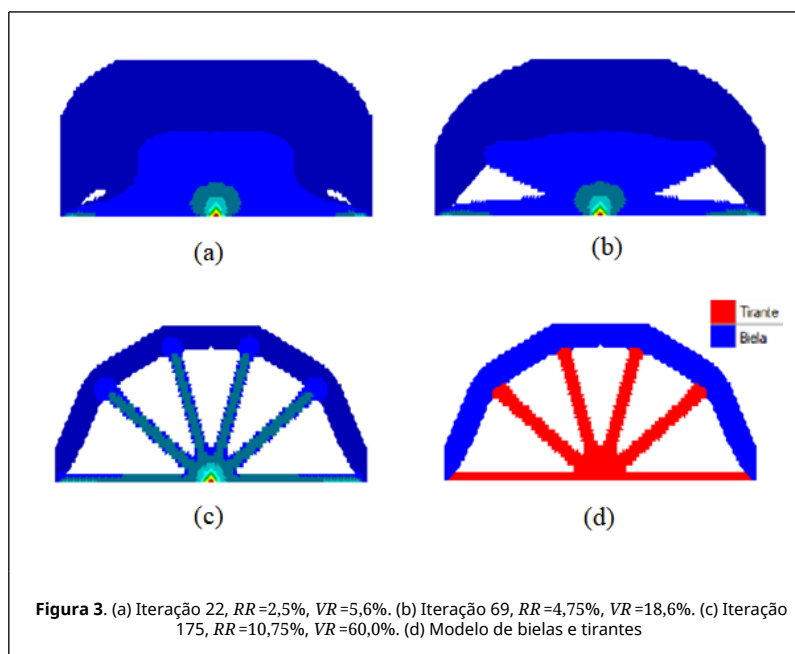 (a)
(b)
Tirante
Biela
(c)
(d)
Figura 3. (a) Iteração 22, RR=2,5%, VR=5,6%. (b) Iteração 69, RR=4,75%, VR=18,6%. (c) Iteração
175, RR=10,75%, VR=60,0%. (d) Modelo de bielas e tirantes